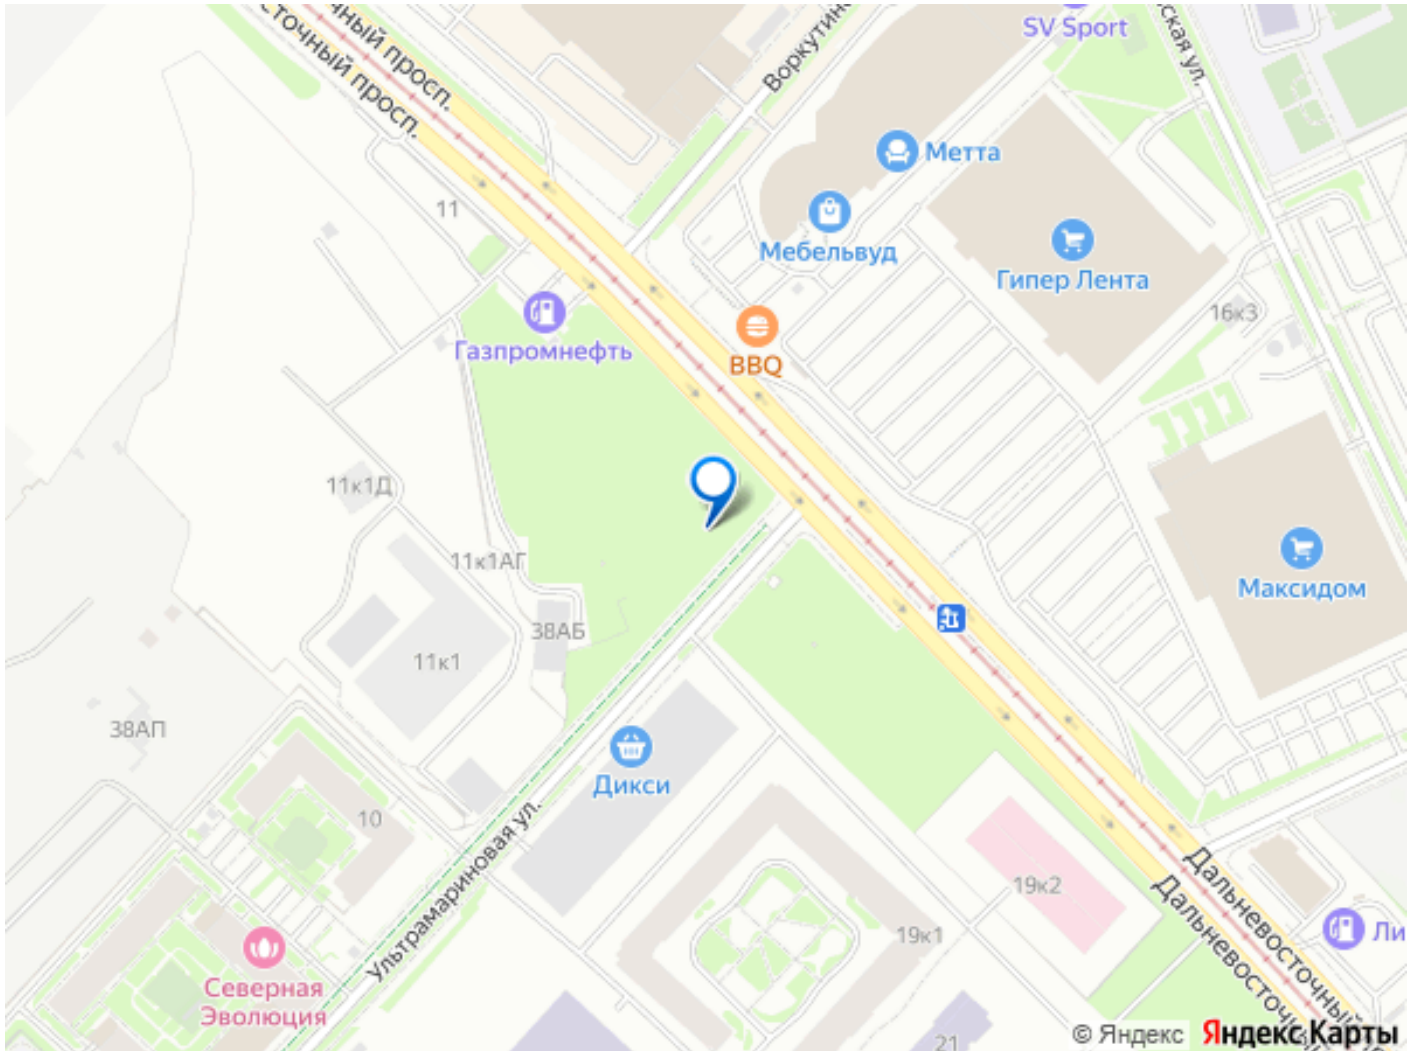 чный просп.
сточный просп.
Воркутинс
SV Sport
ская ул.
Метта
Мебельвуд
Гипер Лента
16к3
11
Газпромнефть
BBQ
11к1Д
11к1АГ
38АБ
11к1
Максидом
38АП
Дикси
10
Ультрамариновая ул.
19к2
19к1
Дальневосточный
Дальневосточн
Ли
Северная
Эволюция
21
© Яндекс
Яндекс Карты